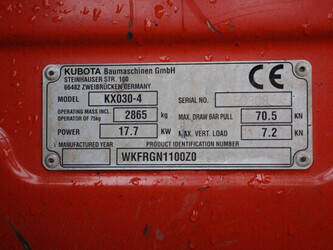 KUBOTA Baumaschinen GmbH
STEINHAUSER STR. 100
66482 ZWEIBRÜCKEN GERMANY
CE
MODEL KX030-4 SERIAL NO.
OPERATING MASS INCL. OPERATOR OF 75kg 2865 kg MAX. DRAW BAR PULL 70.5 KN
POWER 17.7 KW MAX. VERT. LOAD 7.2 KN
MANUFACTURED YEAR PRODUCT IDENTIFICATION NUMBER
WKFRGN1100Z0